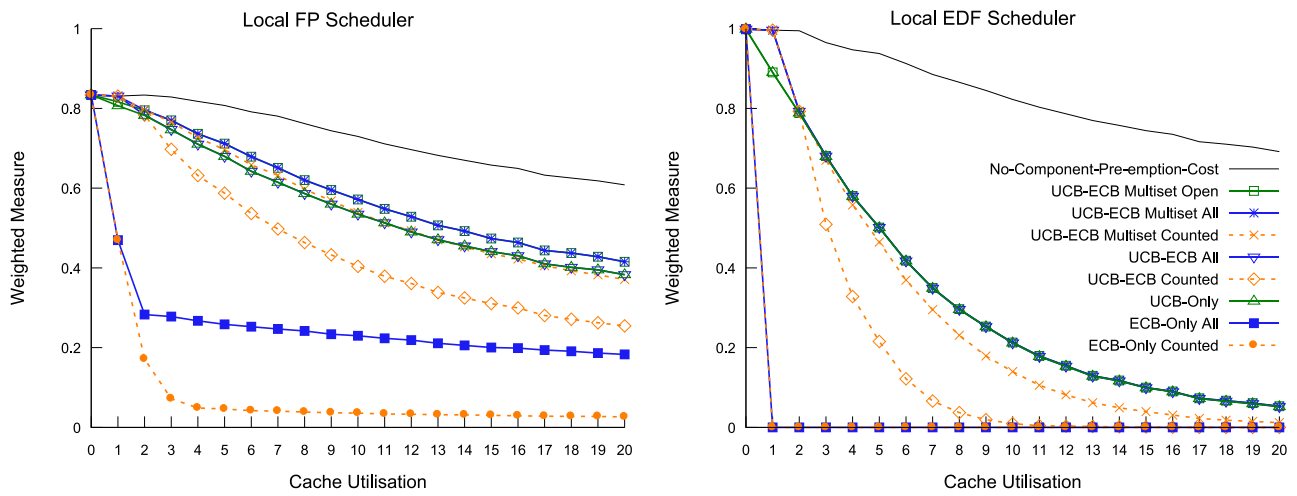 Local FP Scheduler
1
0.8
0.6
0.4
0.2
0
Weighted Measure
0 1 2 3 4 5 6 7 8 9 10 11 12 13 14 15 16 17 18 19 20
Cache Utilisation
Local EDF Scheduler
1
0.8
0.6
0.4
0.2
0
Weighted Measure
No-Component-Pre-emption-Cost
UCB-ECB Multiset Open
UCB-ECB Multiset All
UCB-ECB Multiset Counted
UCB-ECB All
UCB-ECB Counted
UCB-Only
ECB-Only All
ECB-Only Counted
0 1 2 3 4 5 6 7 8 9 10 11 12 13 14 15 16 17 18 19 20
Cache Utilisation